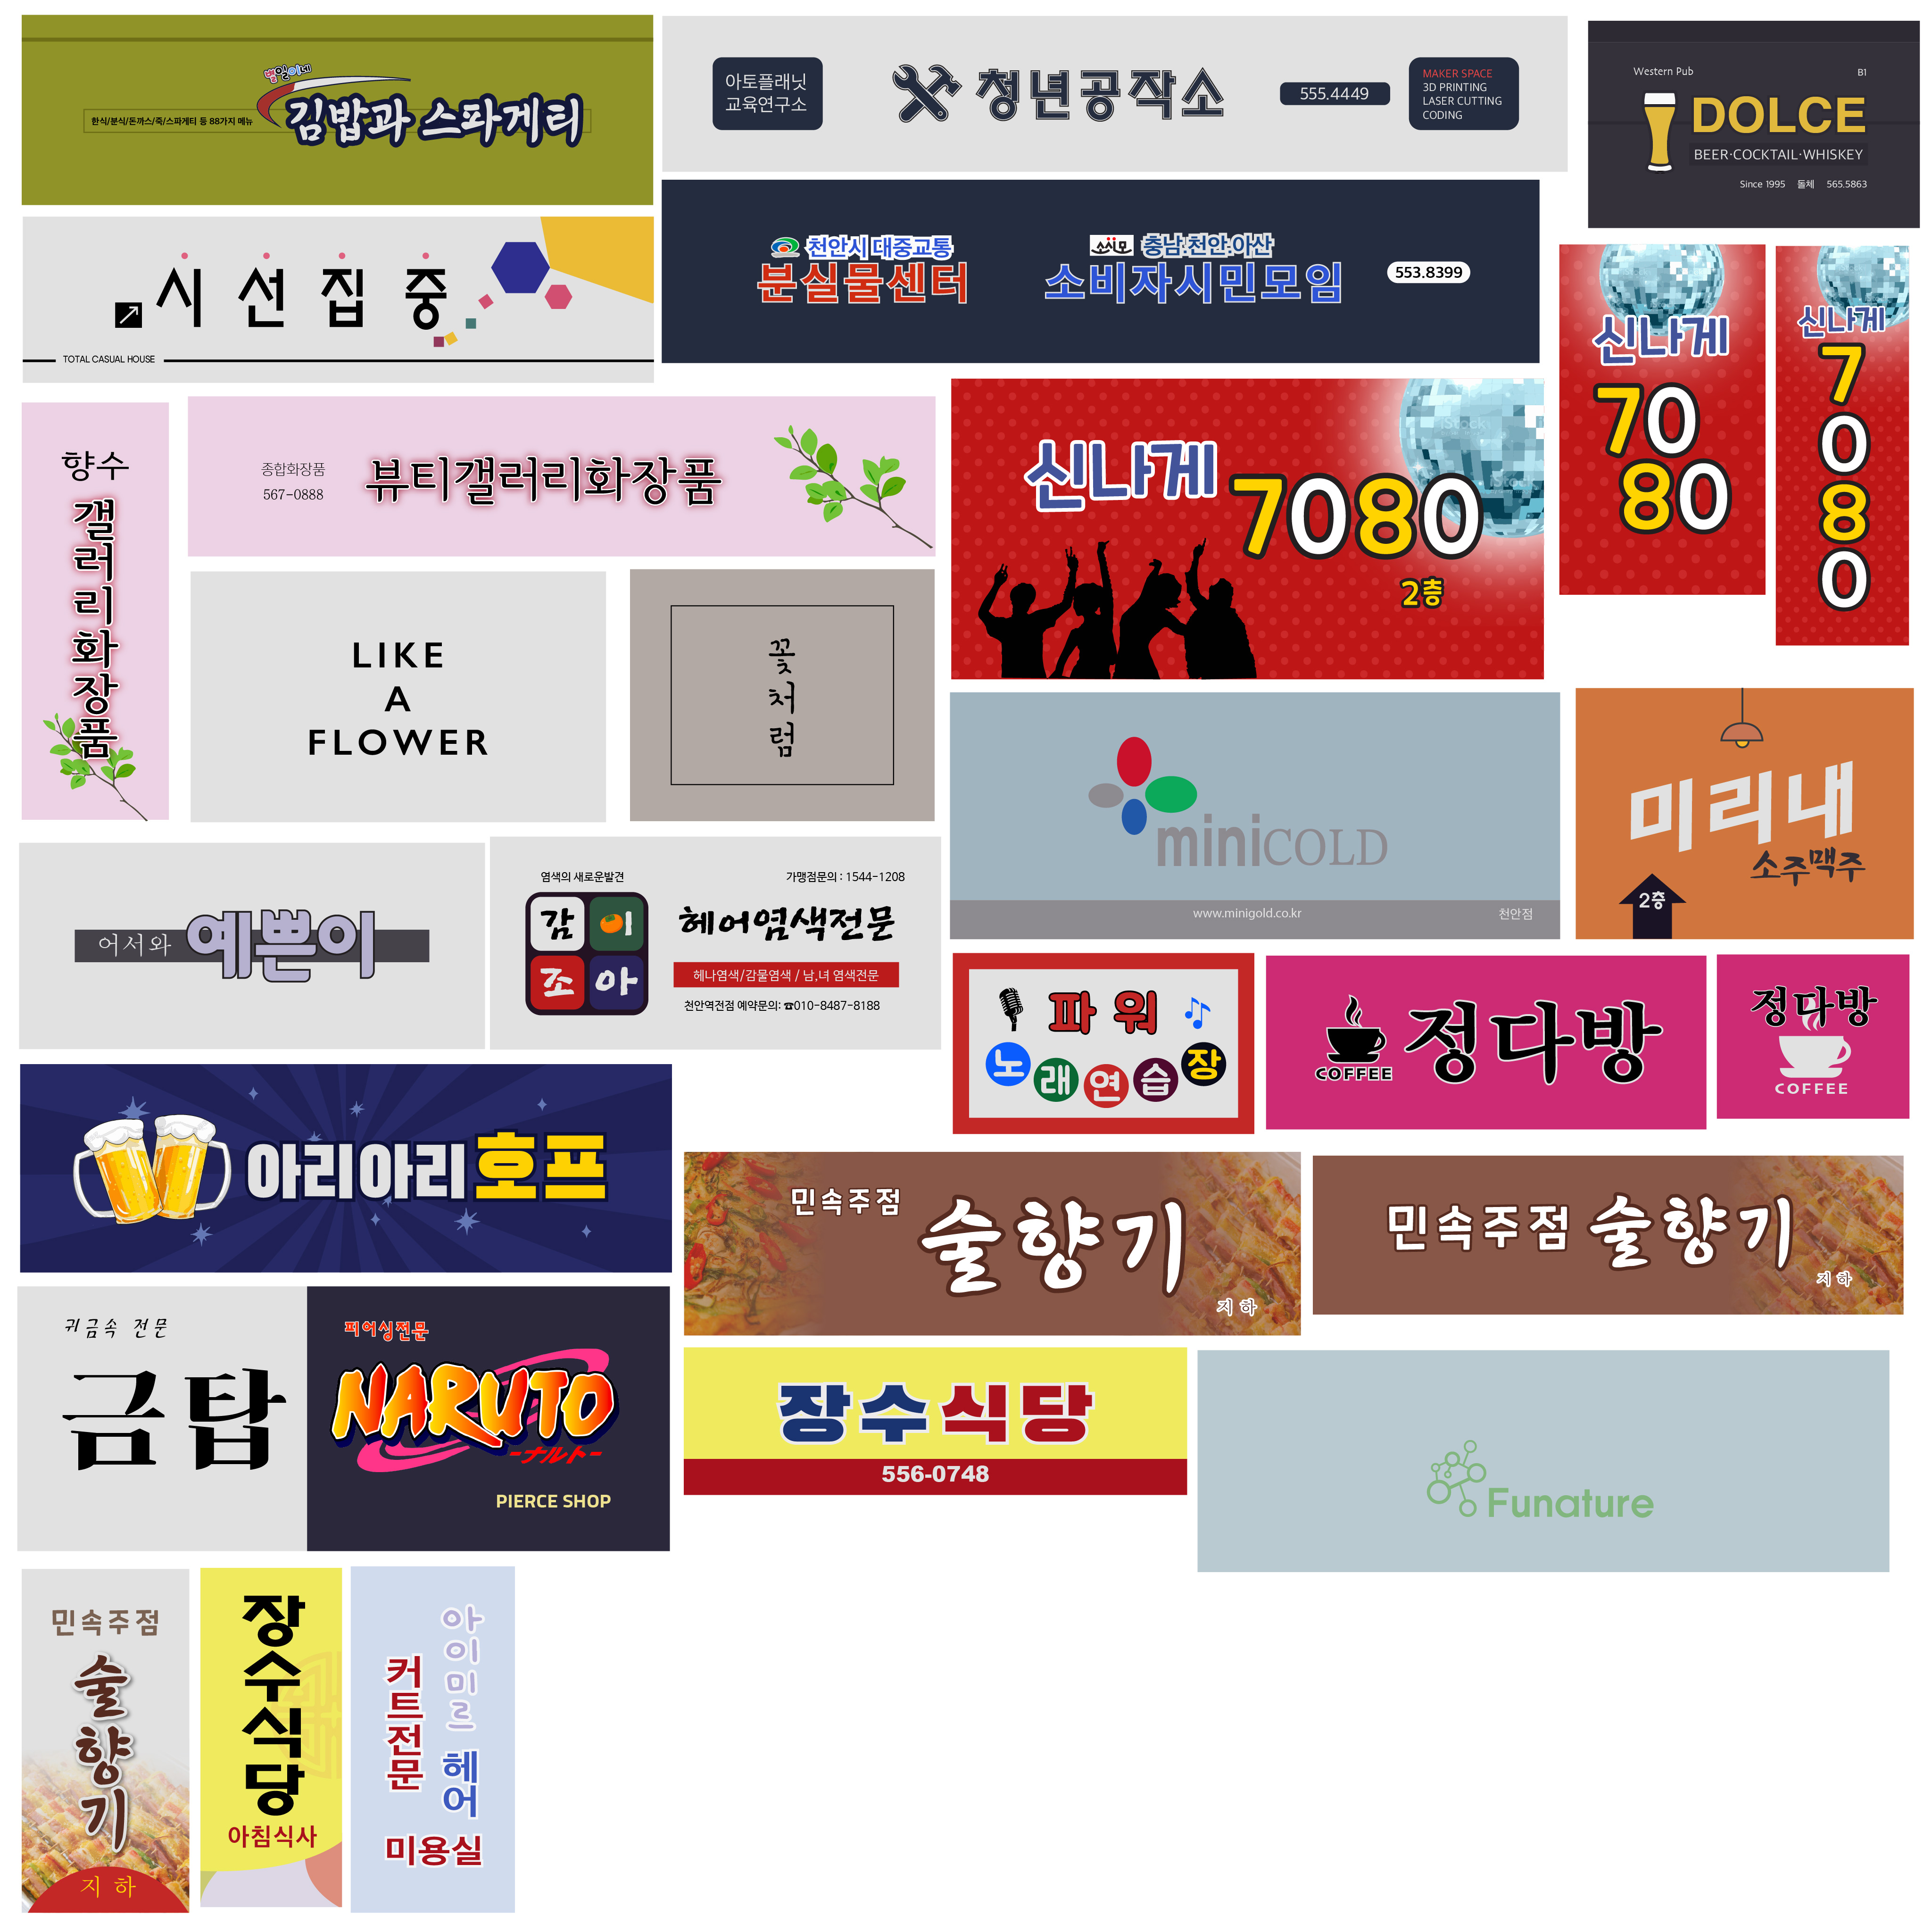 별일이네
한식/분식/돈까스/죽/스파게티 등 88가지 메뉴
김밥과 스파게티
아토플래닛
교육연구소
청년공작소
555.4449
MAKER SPACE
3D PRINTING
LASER CUTTING
CODING
Western Pub
B1
DOLCE
BEER·COCKTAIL·WHISKEY
Since 1995 돌체 565.5863
시선집중
TOTAL CASUAL HOUSE
천안시 대중교통
분실물센터
소시모
충남.천안.아산
소비자시민모임
553.8399
신나게
70
80
신나게
7
0
8
0
향수
갤
러
리
화
장
품
종합화장품
567-0888
뷰티갤러리화장품
신나게
7080
2층
iStock
iStock
LIKE
A
FLOWER
꽃
처
럼
miniCOLD
www.minigold.co.kr
천안점
미리내
소주맥주
2층
어서와
예쁜이
염색의 새로운발견
가맹점문의 : 1544-1208
감이
조아
헤어염색전문
헤나염색/감물염색 / 남,녀 염색전문
천안역전점 예약문의: ☎010-8487-8188
파워
노래연습장
COFFEE
정다방
정다방
COFFEE
아리아리호프
민속주점
술향기
지하
민속주점 술향기
지하
귀금속 전문
금탑
피어싱전문
NARUTO
-ナルト-
PIERCE SHOP
장수식당
556-0748
Funature
민속주점
술
향
기
지하
장
수
식
당
아침식사
아이미르 헤어
커트전문
미용실